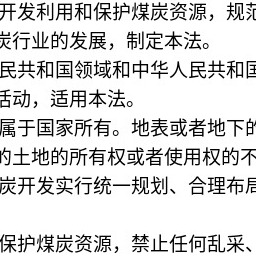 开发利用和保护煤炭资源，规范
炭行业的发展，制定本法。
民共和国领域和中华人民共和国
活动，适用本法。
属于国家所有。地表或者地下的
的土地的所有权或者使用权的不
炭开发实行统一规划、合理布局
保护煤炭资源，禁止任何乱采、